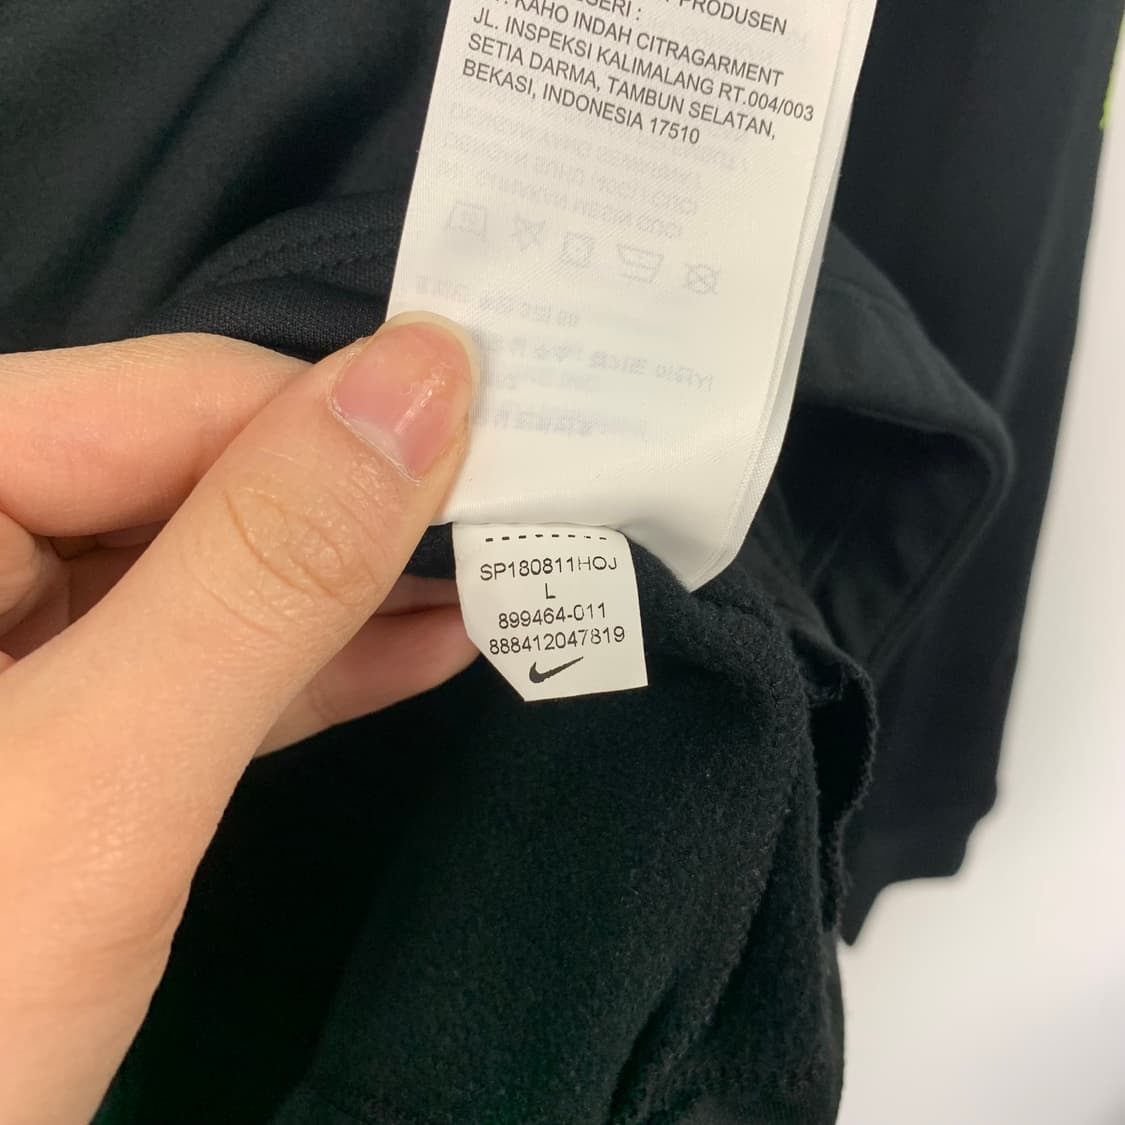 PRODUSEN
GERI :
KAHO INDAH CITRAGARMENT
JL. INSPEKSI KALIMALANG RT.004/003
SETIA DARMA, TAMBUN SELATAN,
BEKASI, INDONESIA 17510
SP180811HOJ
L
899464-011
888412047819